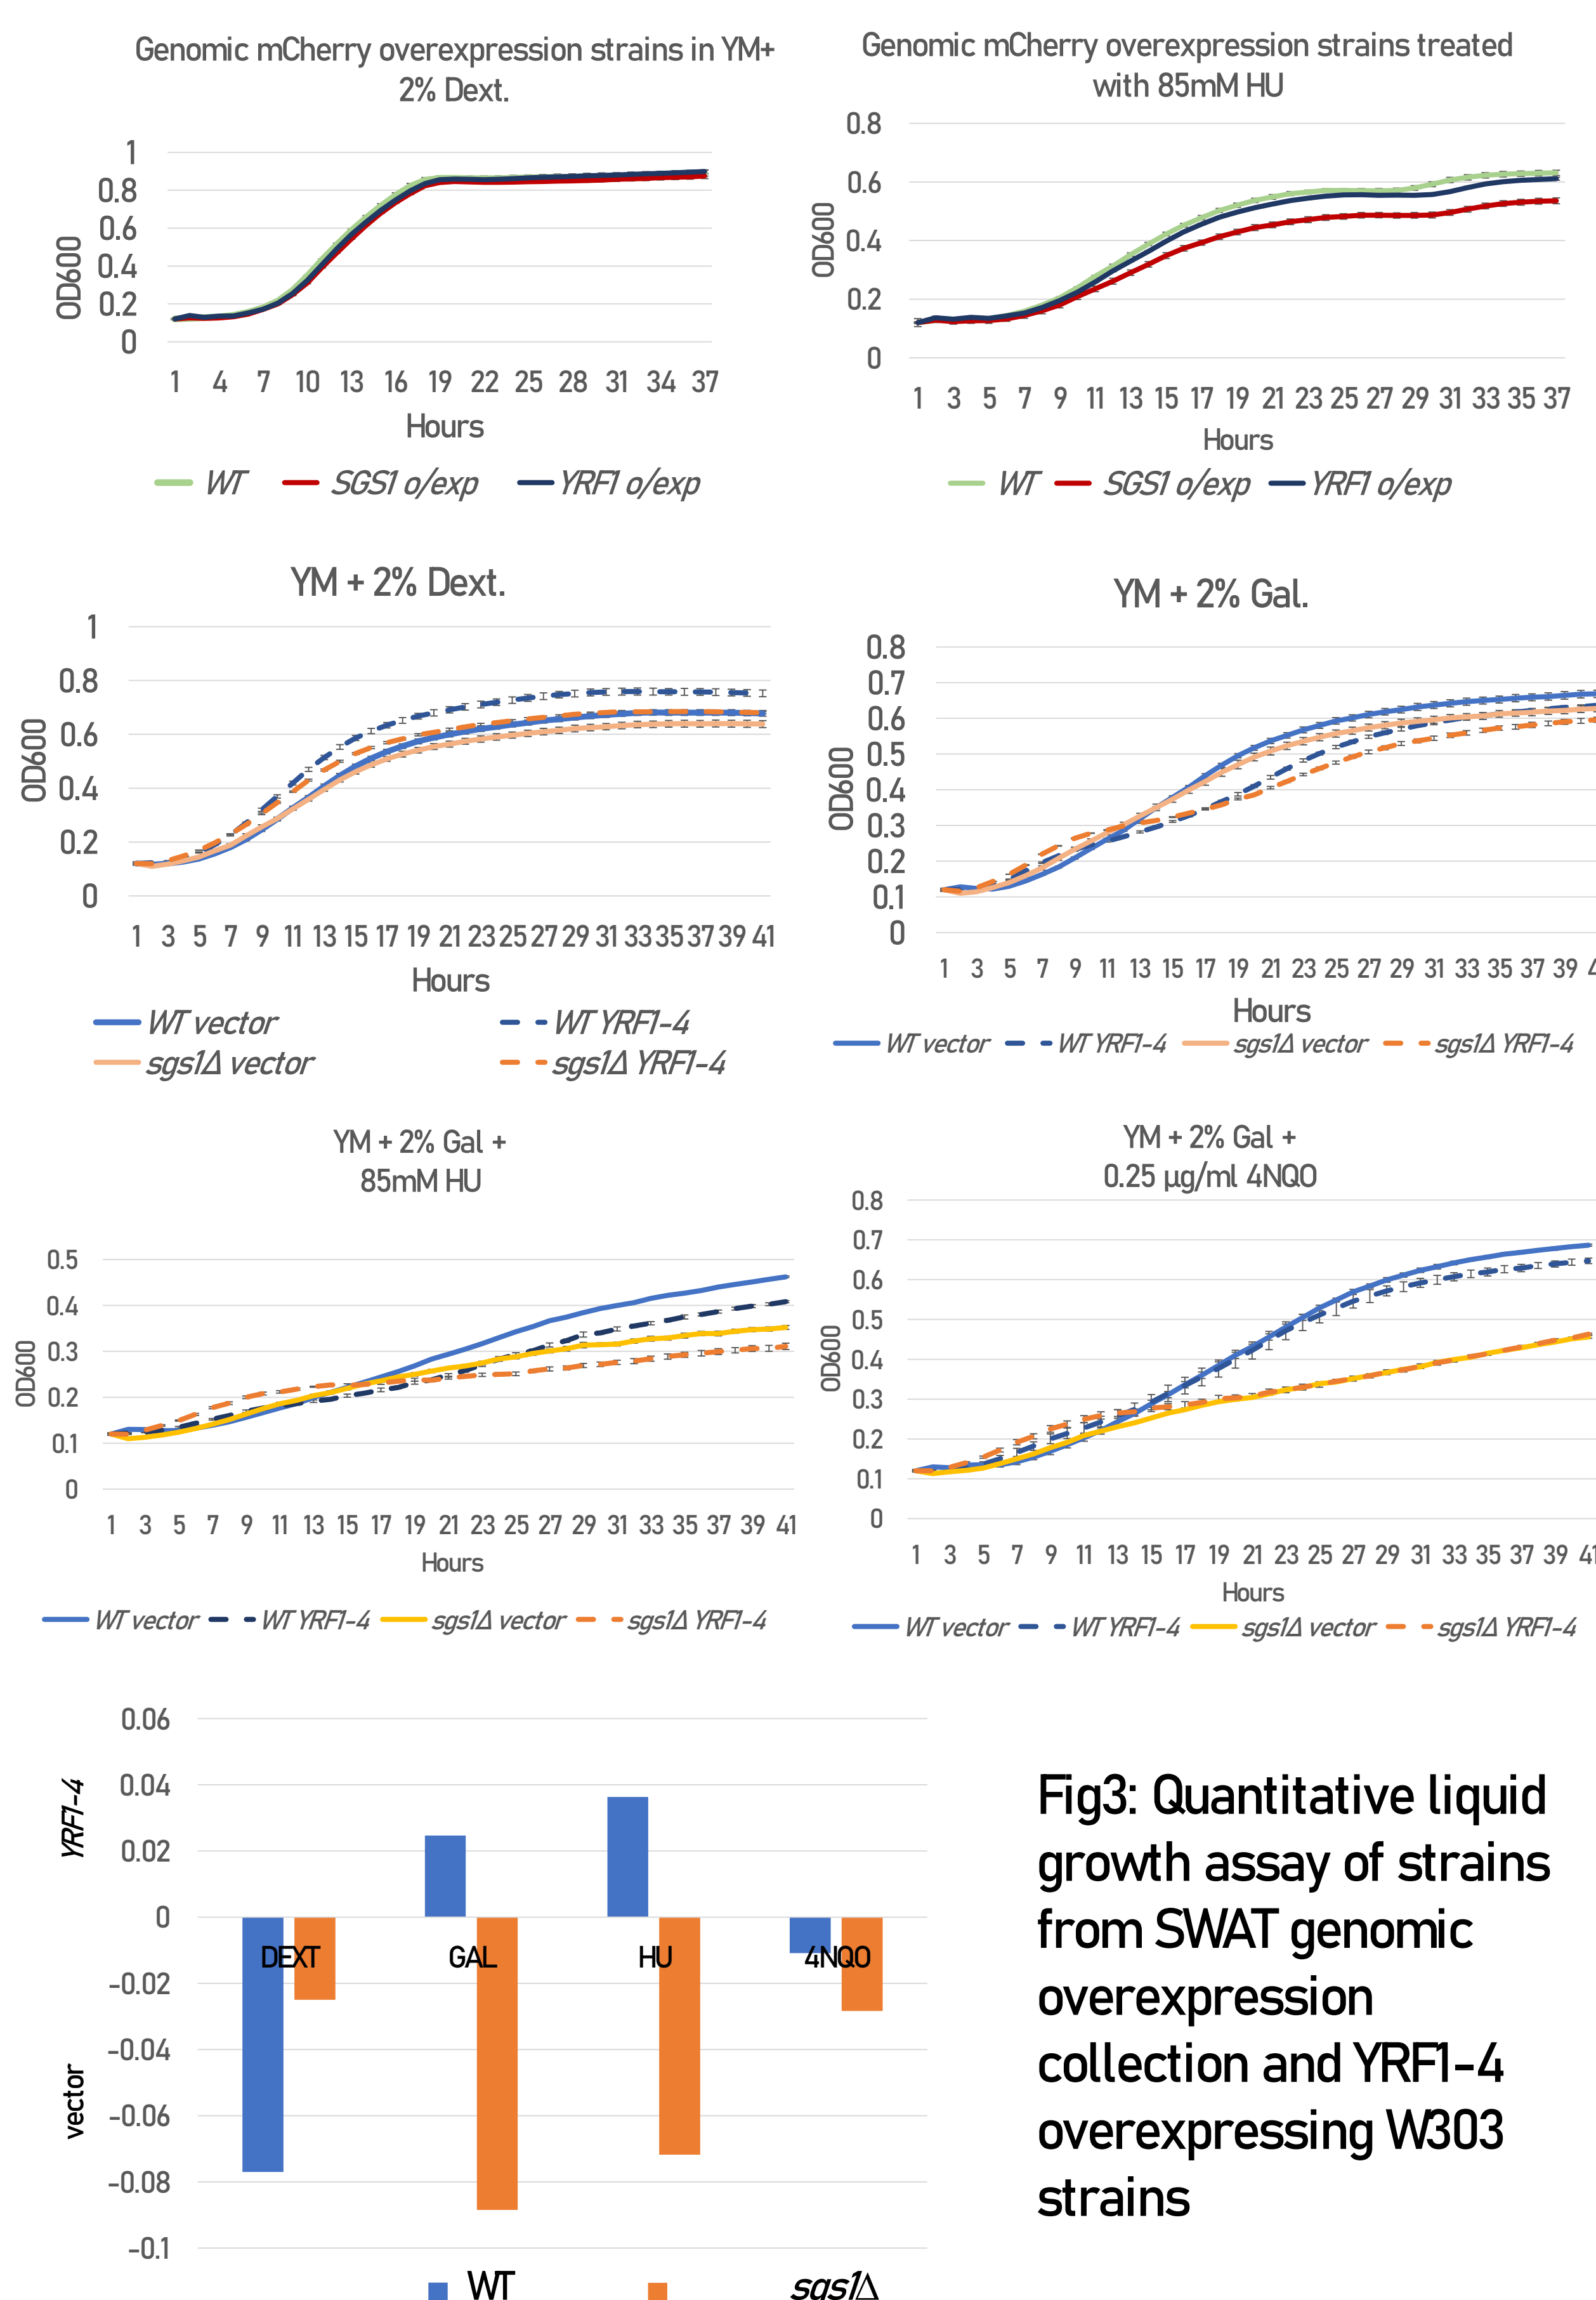 Genomic mCherry overexpression strains in YM+
2% Dext.
1
0.8
0.6
0.4
0.2
0
OD600
1 4 7 10 13 16 19 22 25 28 31 34 37
Hours
WT SGS1 o/exp YRF1 o/exp
Genomic mCherry overexpression strains treated
with 85mM HU
0.8
0.6
0.4
0.2
0
OD600
1 3 5 7 9 11 13 15 17 19 21 23 25 27 29 31 33 35 37
Hours
WT SGS1 o/exp YRF1 o/exp
YM + 2% Dext.
1
0.8
0.6
0.4
0.2
0
OD600
1 3 5 7 9 11 13 15 17 19 21 23 25 27 29 31 33 35 37 39 41
Hours
WT vector WT YRF1-4
sgs1Δ vector sgs1Δ YRF1-4
YM + 2% Gal.
0.8
0.7
0.6
0.5
0.4
0.3
0.2
0.1
0
OD600
1 3 5 7 9 11 13 15 17 19 21 23 25 27 29 31 33 35 37 39
Hours
WT vector WT YRF1-4 sgs1Δ vector sgs1Δ YRF1-4
YM + 2% Gal +
85mM HU
0.5
0.4
0.3
0.2
0.1
0
OD600
1 3 5 7 9 11 13 15 17 19 21 23 25 27 29 31 33 35 37 39 41
Hours
WT vector WT YRF1-4 sgs1Δ vector sgs1Δ YRF1-4
YM + 2% Gal +
0.25 µg/ml 4NQO
0.8
0.7
0.6
0.5
0.4
0.3
0.2
0.1
0
OD600
1 3 5 7 9 11 13 15 17 19 21 23 25 27 29 31 33 35 37 39 41
Hours
WT vector WT YRF1-4 sgs1Δ vector sgs1Δ YRF1-4
0.06
0.04
0.02
0
-0.02
-0.04
-0.06
-0.08
-0.1
YRF1-4
vector
DEXT GAL HU 4NQO
WT sgs1Δ
Fig3: Quantitative liquid
growth assay of strains
from SWAT genomic
overexpression
collection and YRF1-4
overexpressing W303
strains